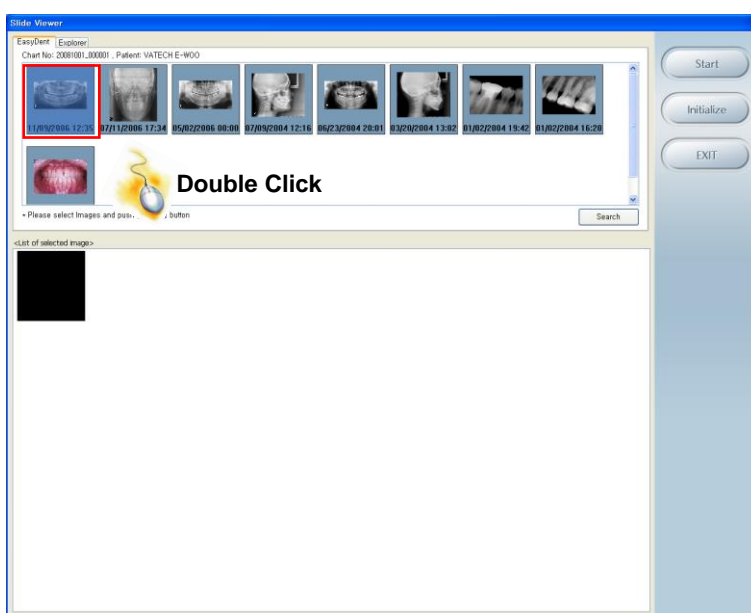 Slide Viewer
EasyDent Explorer
Chart No: 20081001_000001 , Patient: VATECH E-WOO
11/09/2006 12:35 07/11/2006 17:34 05/02/2006 00:00 07/09/2004 12:16 06/23/2004 20:01 03/20/2004 13:02 01/02/2004 19:42 01/02/2004 16:20
Double Click
Please select Images and button
Search
<List of selected image>
Start
Initialize
EXIT